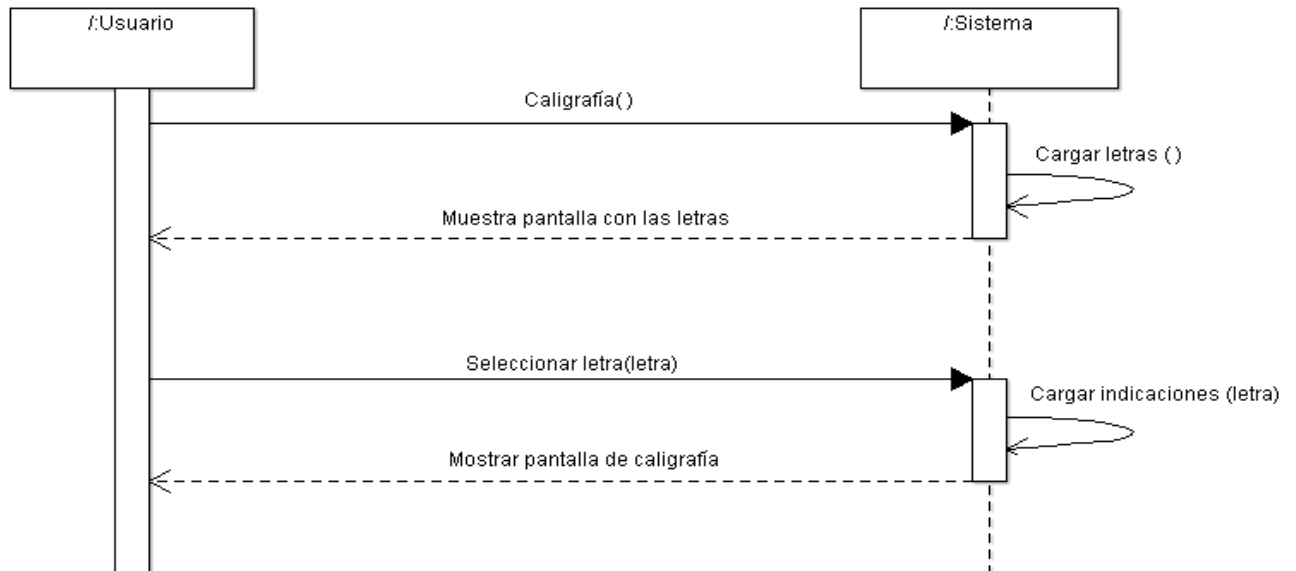 /:Usuario
/:Sistema
Caligrafía( )
Cargar letras ( )
Muestra pantalla con las letras
Seleccionar letra(letra)
Cargar indicaciones (letra)
Mostrar pantalla de caligrafía